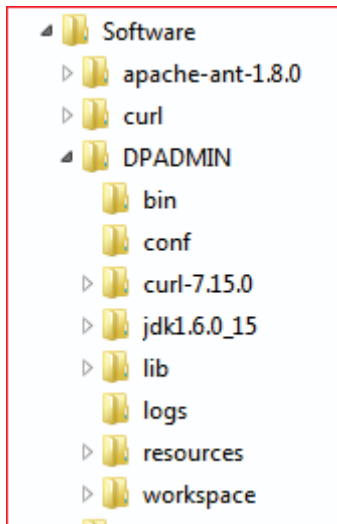 Software
apache-ant-1.8.0
curl
DPADMIN
bin
conf
curl-7.15.0
jdk1.6.0_15
lib
logs
resources
workspace